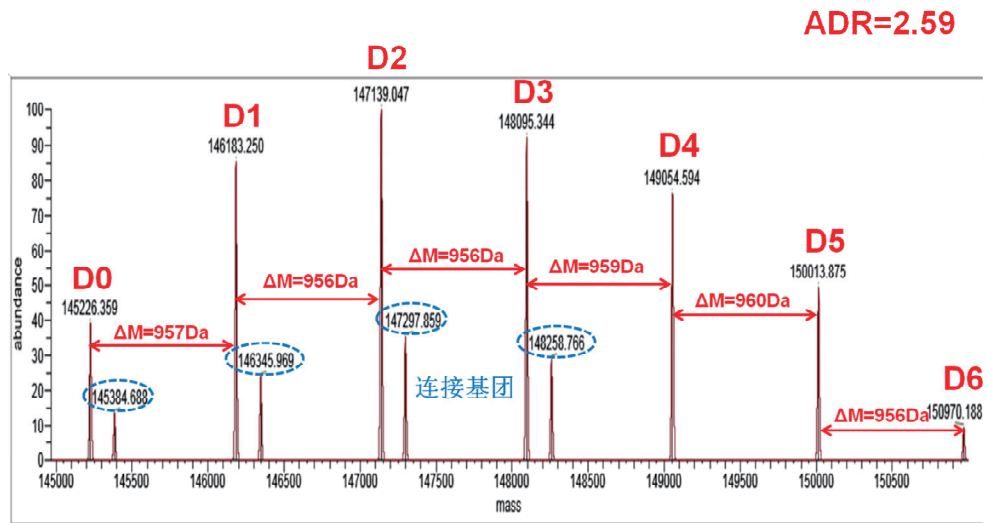 ADR=2.59
D2
147139.047
D3
148095.344
D1
146183.250
D4
149054.594
D5
150013.875
D0
145226.359
D6
150970.188
ΔM=957Da
ΔM=956Da
ΔM=956Da
ΔM=959Da
ΔM=960Da
ΔM=956Da
145384.688
146345.969
147297.859
148258.766
连接基团
abundance
100
90
80
70
60
50
40
30
20
10
0
145000 145500 146000 146500 147000 147500 148000 148500 149000 149500 150000 150500
mass